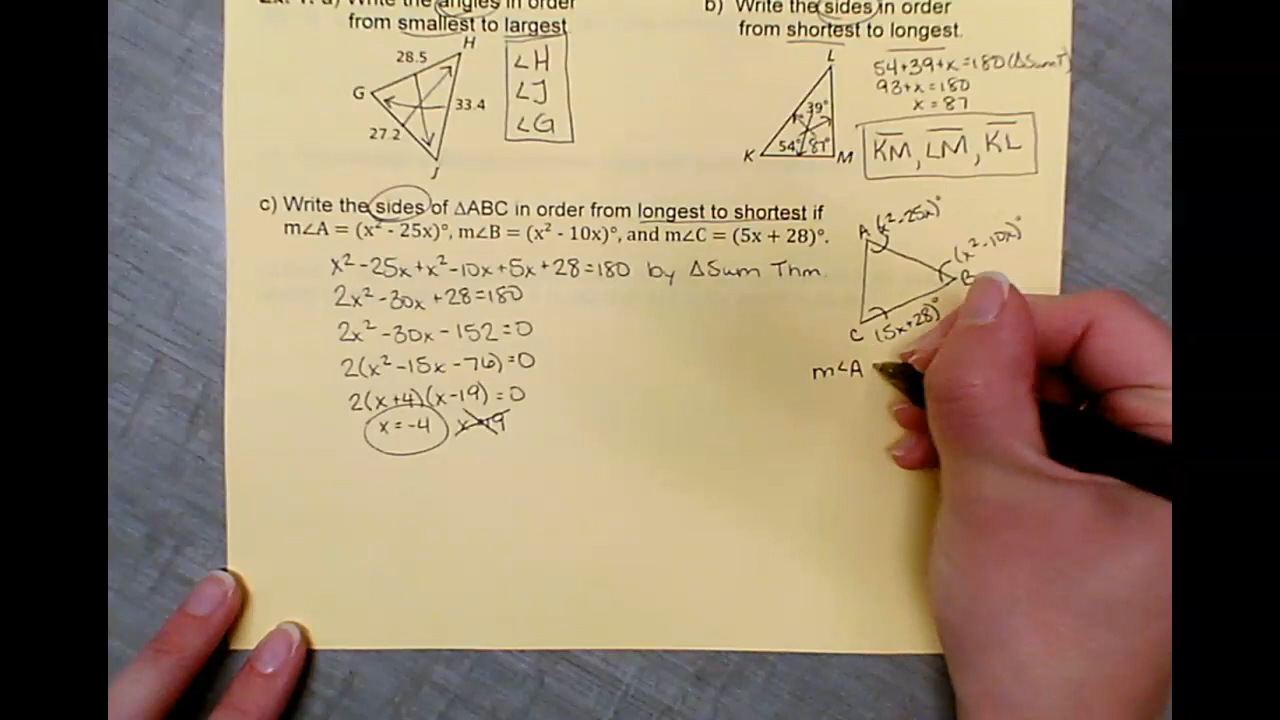 Ex. 1: a) Write the angles in order
from smallest to largest
28.5
H
G
33.4
27.2
J
∠H
∠J
∠G
b) Write the sides in order
from shortest to longest.
L
39°
K 54° 87° M
54+39+x=180 (ΔSumT)
93+x=180
x=87
KM, LM, KL
c) Write the sides of ΔABC in order from longest to shortest if
m∠A = (x² - 25x)°, m∠B = (x² - 10x)°, and m∠C = (5x + 28)°.
x²-25x+x²-10x+5x+28=180 by ΔSum Thm.
2x²-30x+28=180
2x²-30x-152=0
2(x²-15x-76)=0
2(x+4)(x-19)=0
x=-4
A (x²-25x)°
(x²-10x)°
B
C (5x+28)°
m∠A